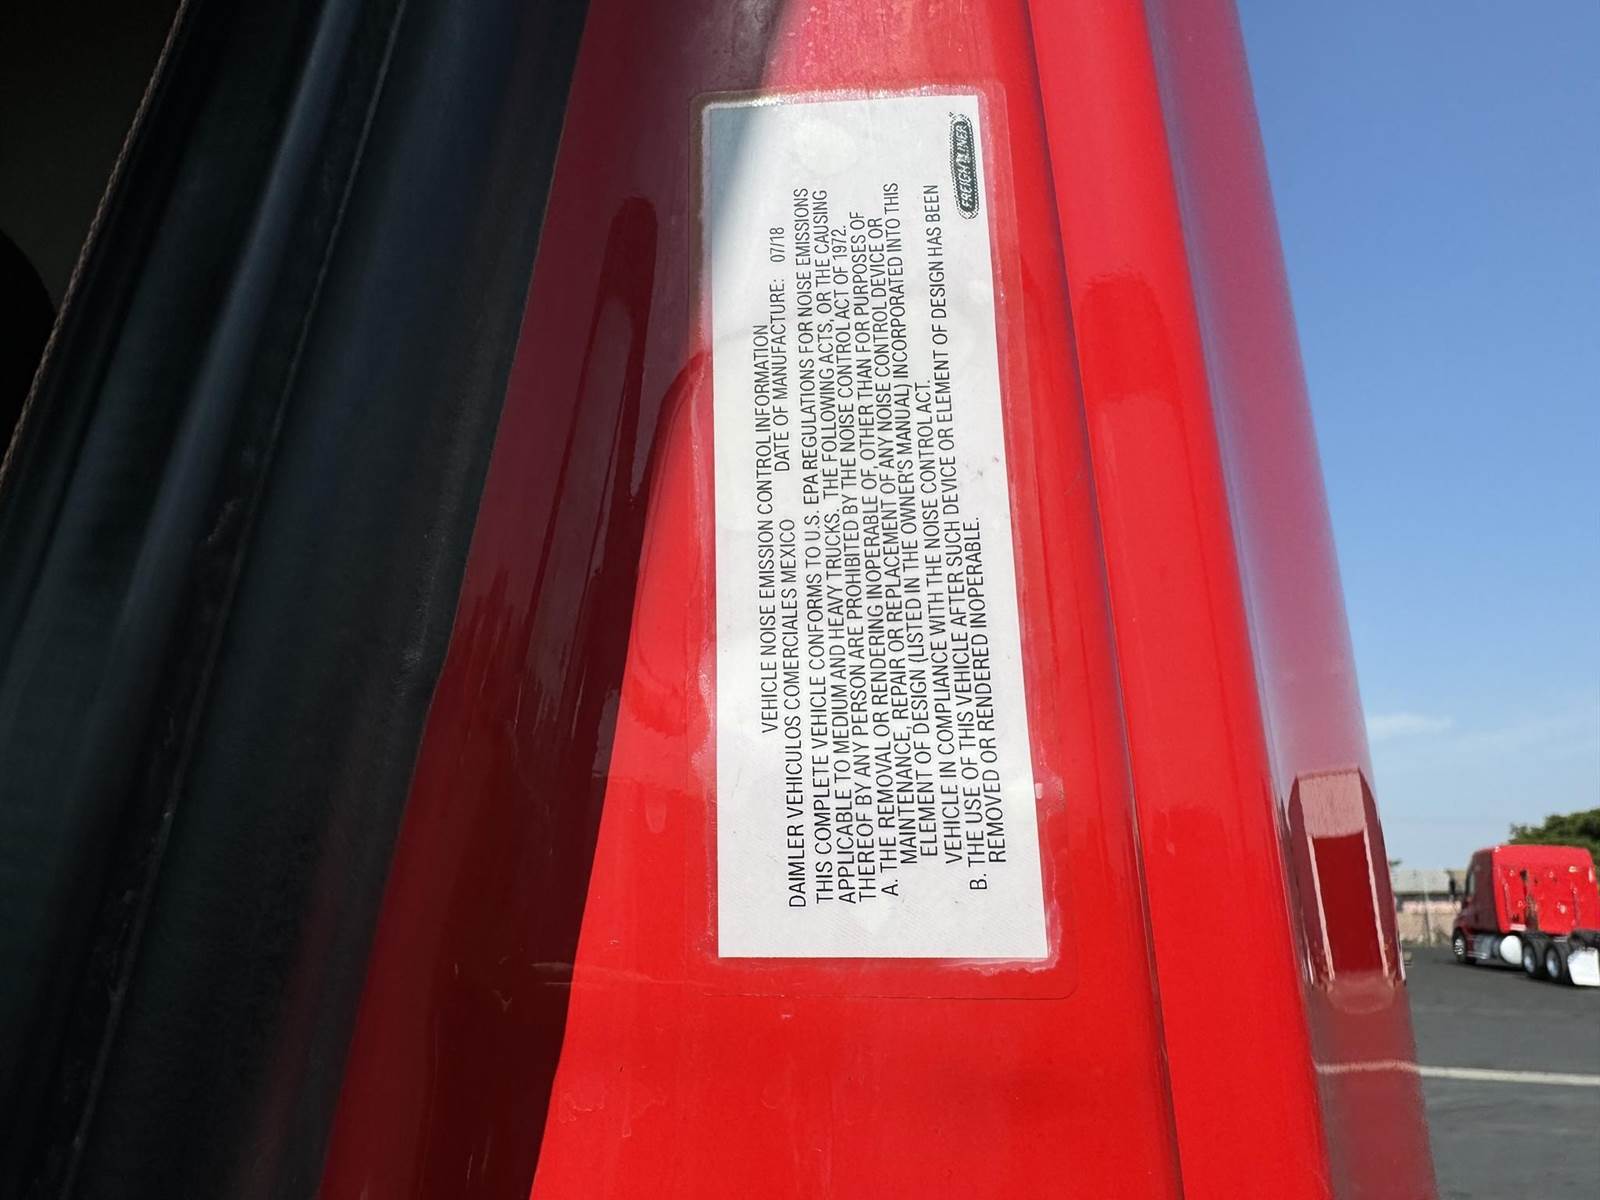 FREIGHTLINER
VEHICLE NOISE EMISSION CONTROL INFORMATION
DAIMLER VEHICULOS COMERCIALES MEXICO DATE OF MANUFACTURE: 07/18
THIS COMPLETE VEHICLE CONFORMS TO U.S. EPA REGULATIONS FOR NOISE EMISSIONS
APPLICABLE TO MEDIUM AND HEAVY TRUCKS. THE FOLLOWING ACTS, OR THE CAUSING
THEREOF BY ANY PERSON ARE PROHIBITED BY THE NOISE CONTROL ACT OF 1972.
A. THE REMOVAL OR RENDERING INOPERABLE OF, OTHER THAN FOR PURPOSES OF
MAINTENANCE, REPAIR OR REPLACEMENT OF ANY NOISE CONTROL DEVICE OR
ELEMENT OF DESIGN (LISTED IN THE OWNER'S MANUAL) INCORPORATED INTO THIS
VEHICLE IN COMPLIANCE WITH THE NOISE CONTROL ACT.
B. THE USE OF THIS VEHICLE AFTER SUCH DEVICE OR ELEMENT OF DESIGN HAS BEEN
REMOVED OR RENDERED INOPERABLE.